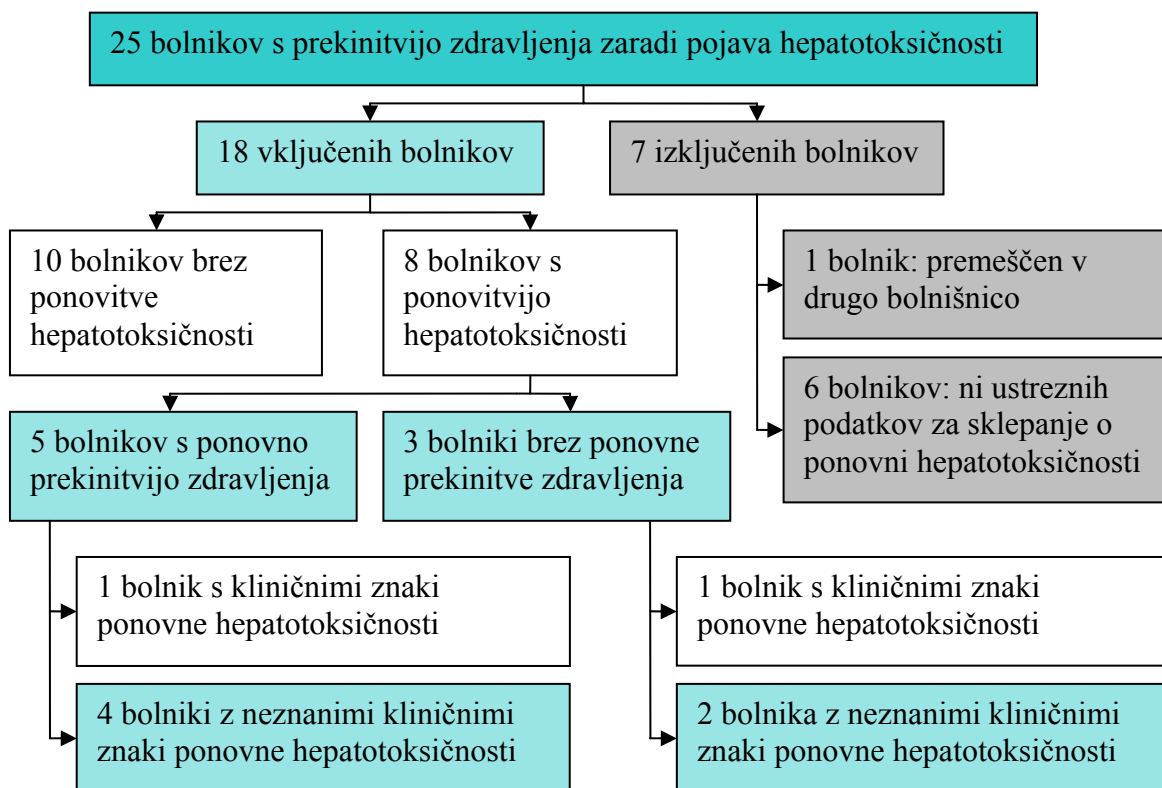 25 bolnikov s prekinitvijo zdravljenja zaradi pojava hepatotoksičnosti
18 vključenih bolnikov
7 izključenih bolnikov
10 bolnikov brez
ponovitve
hepatotoksičnosti
8 bolnikov s
ponovitvijo
hepatotoksičnosti
1 bolnik: premeščen v
drugo bolnišnico
6 bolnikov: ni ustreznih
podatkov za sklepanje o
ponovni hepatotoksičnosti
5 bolnikov s ponovno
prekinitvijo zdravljenja
3 bolniki brez ponovne
prekinitve zdravljenja
1 bolnik s kliničnimi znaki
ponovne hepatotoksičnosti
1 bolnik s kliničnimi znaki
ponovne hepatotoksičnosti
4 bolniki z neznanimi kliničnimi
znaki ponovne hepatotoksičnosti
2 bolnika z neznanimi kliničnimi
znaki ponovne hepatotoksičnosti